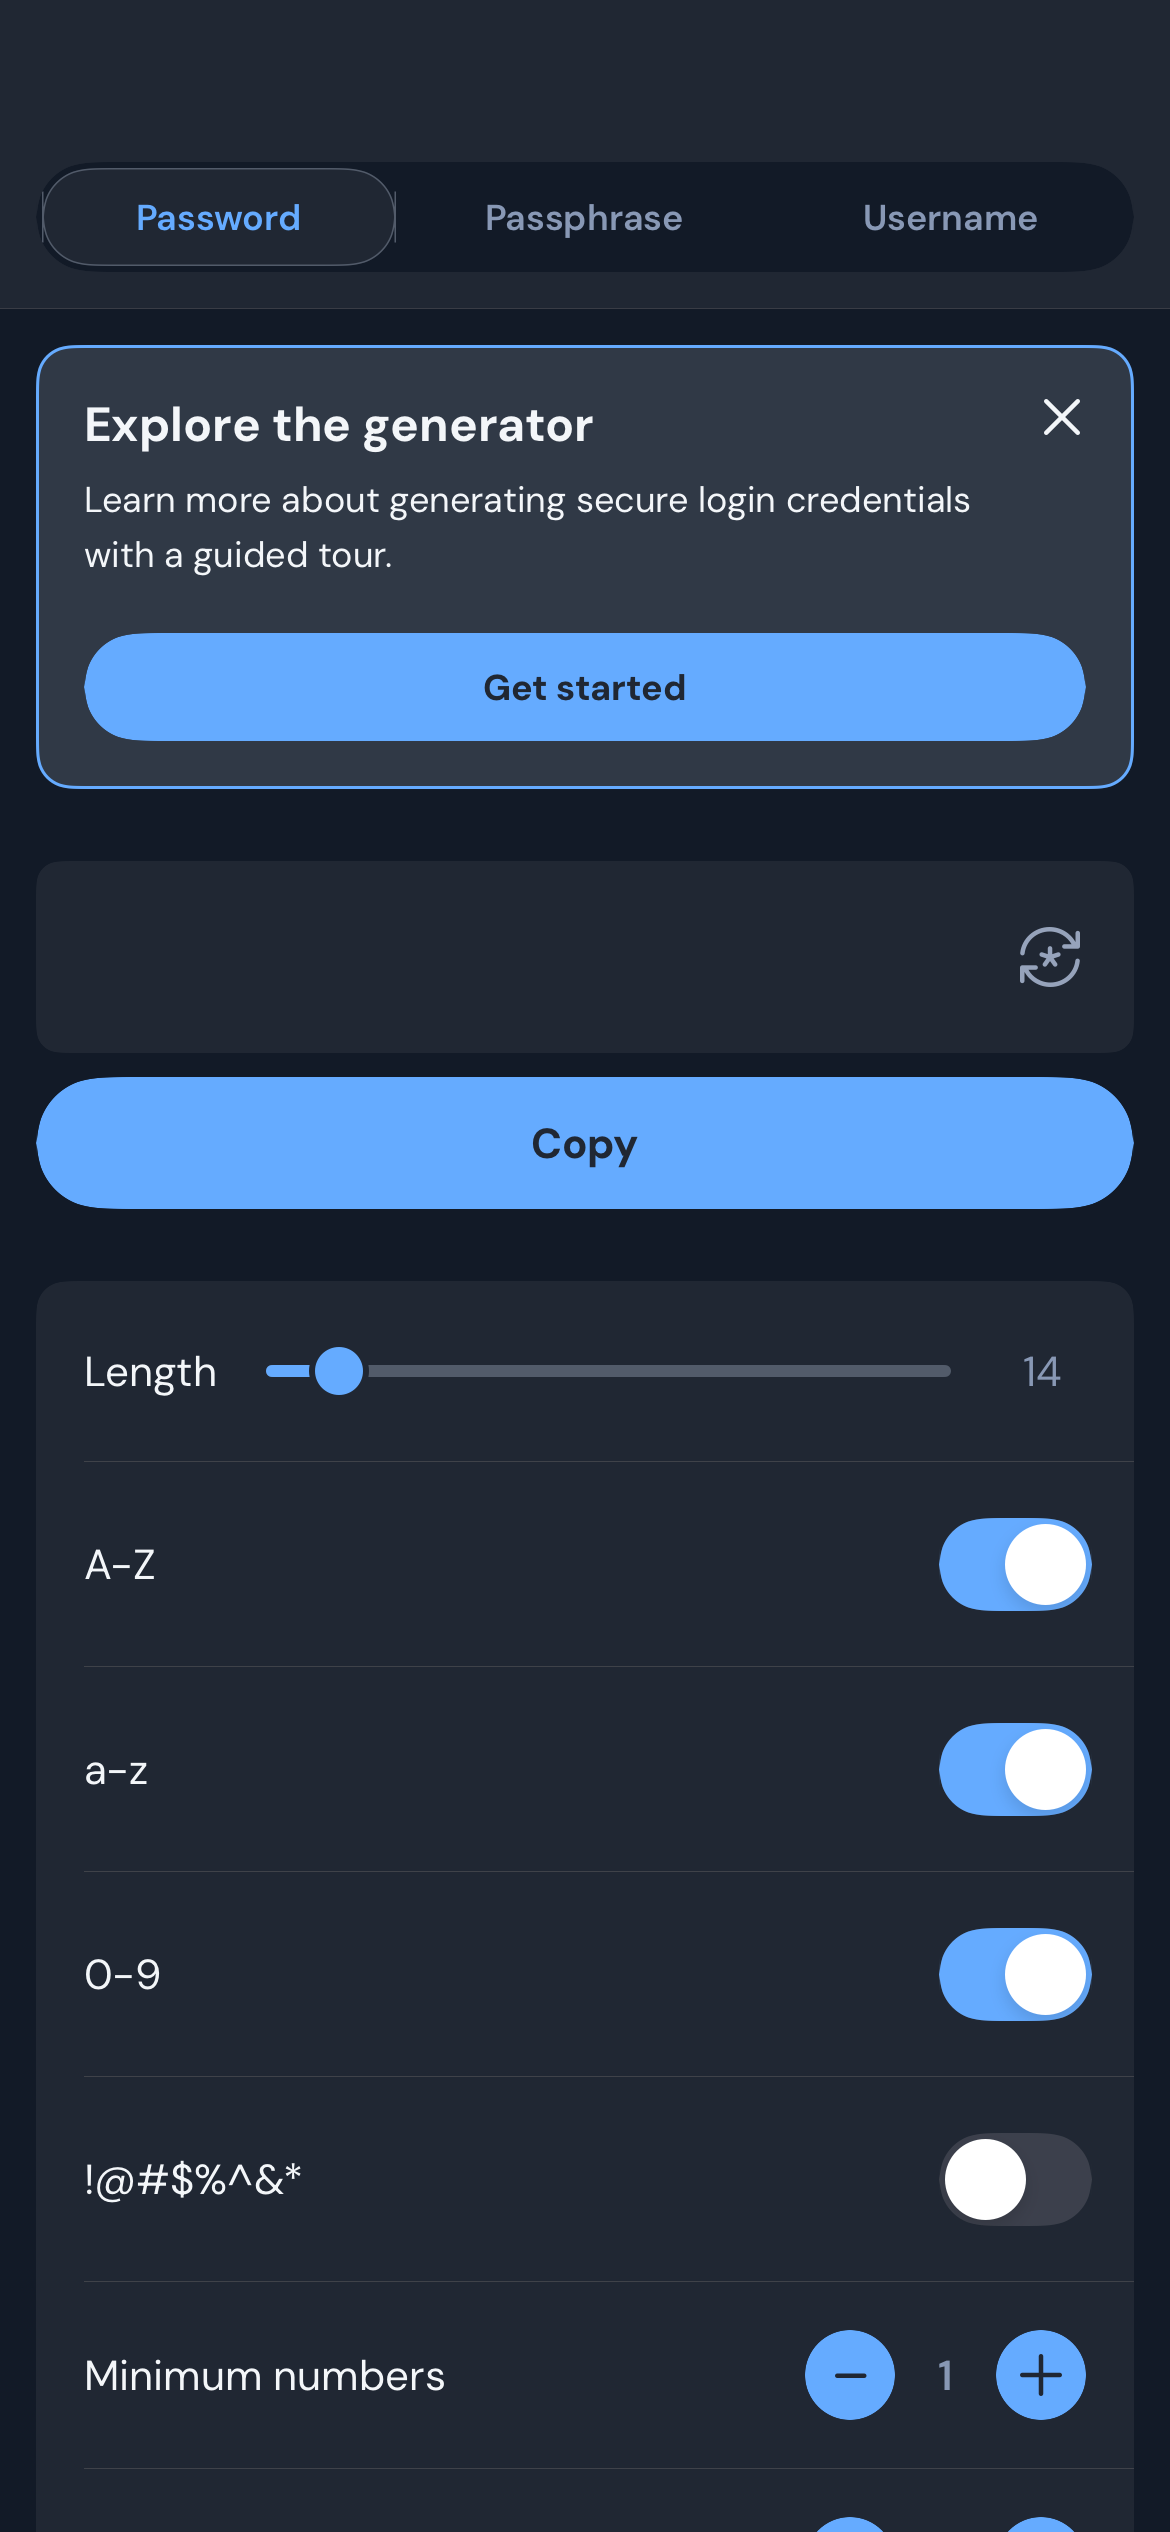 Password
Passphrase
Username
Explore the generator
Learn more about generating secure login credentials
with a guided tour.
Get started
Copy
Length
14
A-Z
a-z
0-9
!@#$%^&*
Minimum numbers
1